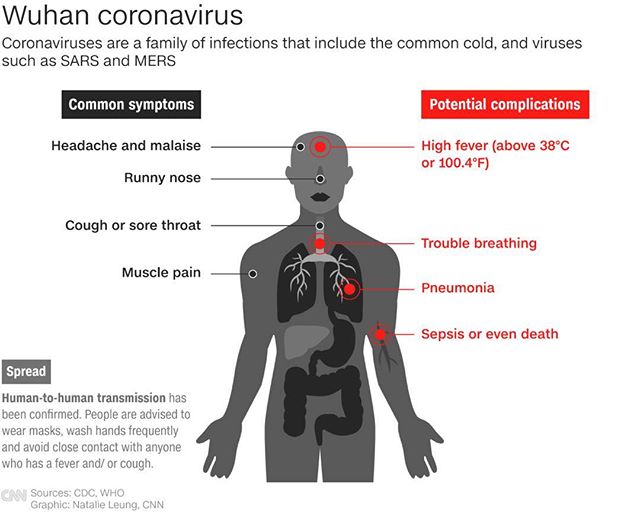 Wuhan coronavirus
Coronaviruses are a family of infections that include the common cold, and viruses
such as SARS and MERS
Common symptoms
Headache and malaise
Runny nose
Cough or sore throat
Muscle pain
Potential complications
High fever (above 38°C
or 100.4°F)
Trouble breathing
Pneumonia
Sepsis or even death
Spread
Human-to-human transmission has
been confirmed. People are advised to
wear masks, wash hands frequently
and avoid close contact with anyone
who has a fever and/ or cough.
CNN Sources: CDC, WHO
Graphic: Natalie Leung, CNN